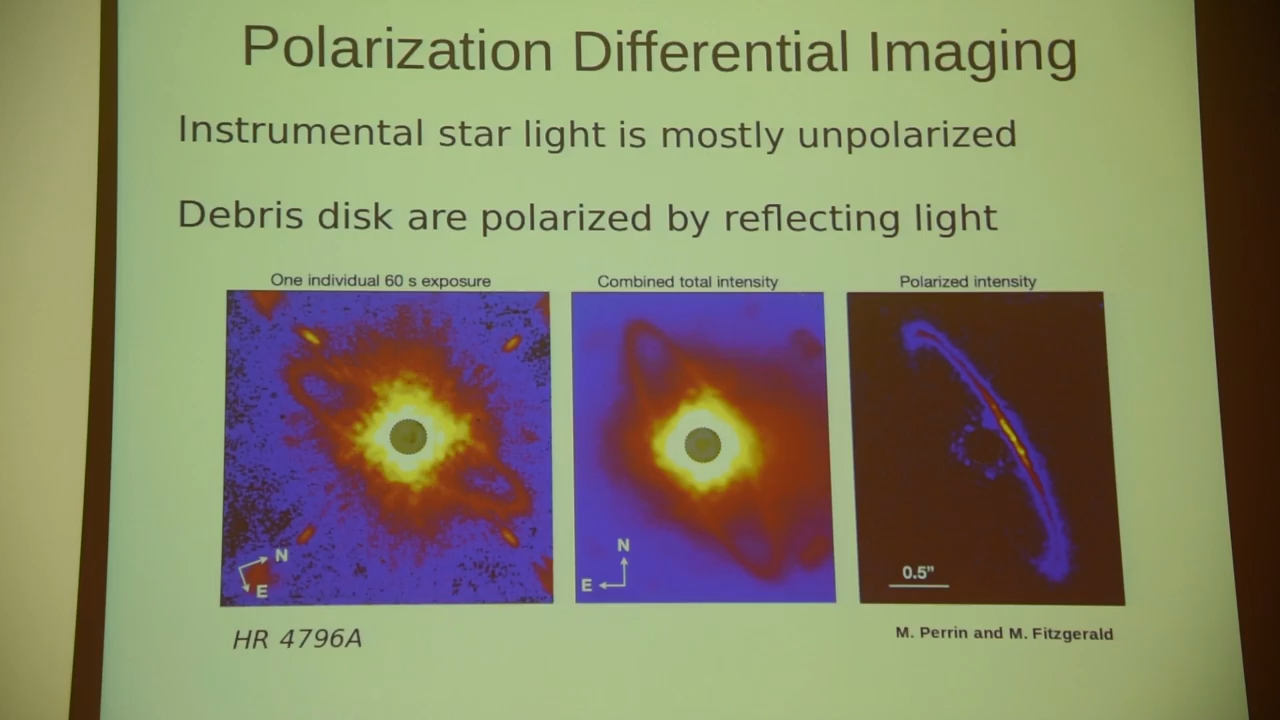 Polarization Differential Imaging
Instrumental star light is mostly unpolarized
Debris disk are polarized by reflecting light
One individual 60 s exposure
Combined total intensity
Polarized intensity
N
E
N
E
0.5”
HR 4796A
M. Perrin and M. Fitzgerald